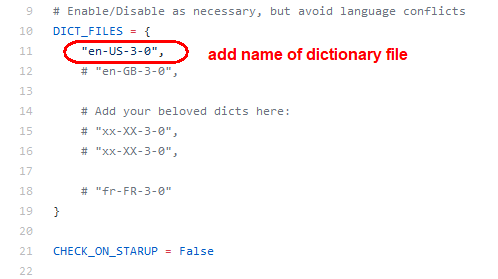 9 # Enable/Disable as necessary, but avoid language conflicts
10 DICT_FILES = {
11 "en-US-3-0", add name of dictionary file
12 # "en-GB-3-0",
13
14 # Add your beloved dicts here:
15 # "xx-XX-3-0",
16 # "xx-XX-3-0",
17
18 # "fr-FR-3-0"
19 }
20
21 CHECK_ON_STARUP = False
22